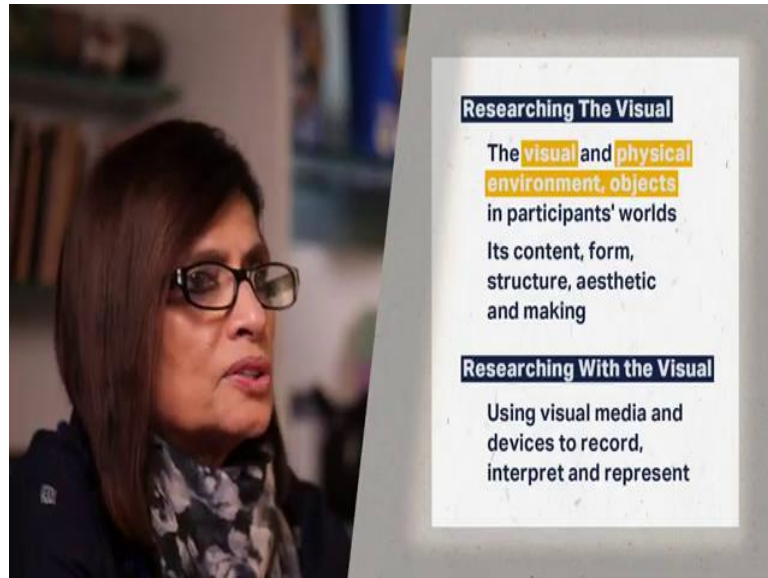 Researching The Visual
The visual and physical
environment, objects
in participants' worlds
Its content, form,
structure, aesthetic
and making
Researching With the Visual
Using visual media and
devices to record,
interpret and represent